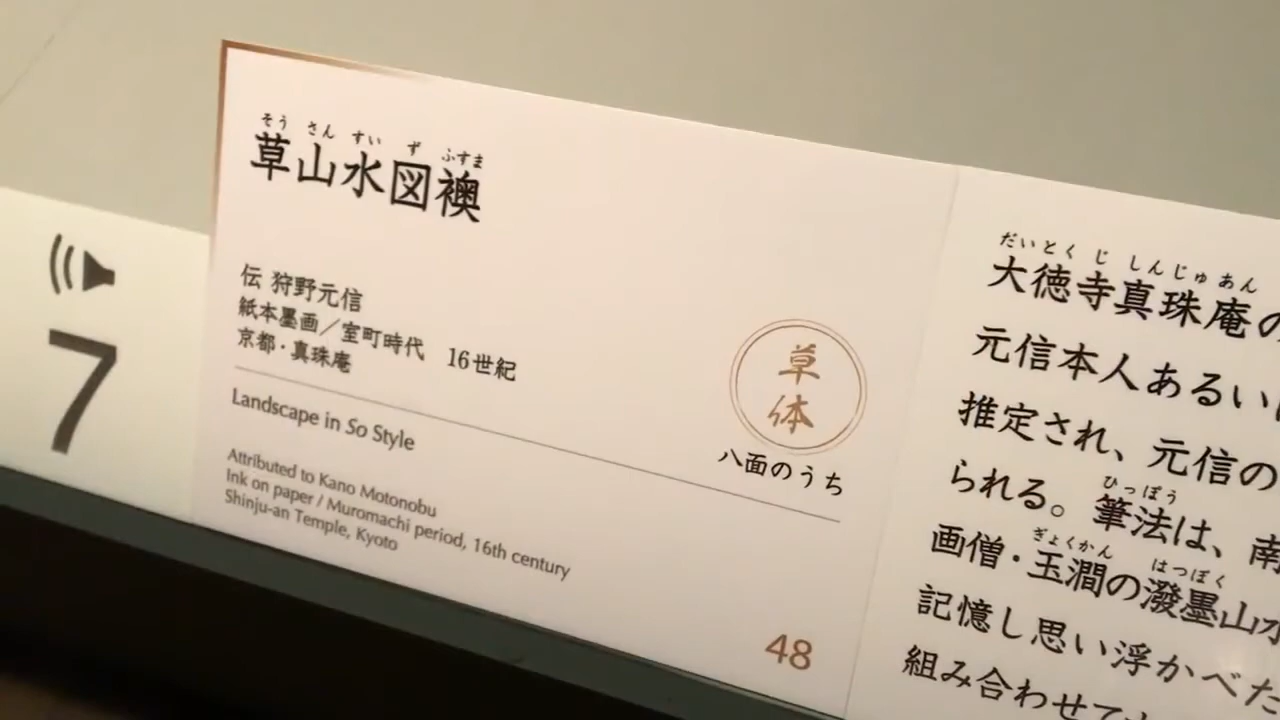 7
そう さん すい ず ふすま
草山水図襖
伝 狩野元信
紙本墨画／室町時代 16世紀
京都・真珠庵
Landscape in So Style
Attributed to Kano Motonobu
Ink on paper / Muromachi period, 16th century
Shinju-an Temple, Kyoto
草体
八面のうち
48
だいとく じ しんじゅ あん
大徳寺真珠庵の
元信本人あるい
推定され、元信の
ひっぽう
られる。筆法は、南
ぎょくかん はつぼく
画僧・玉澗の潑墨山水
記憶し思い浮かべた
組み合わせて